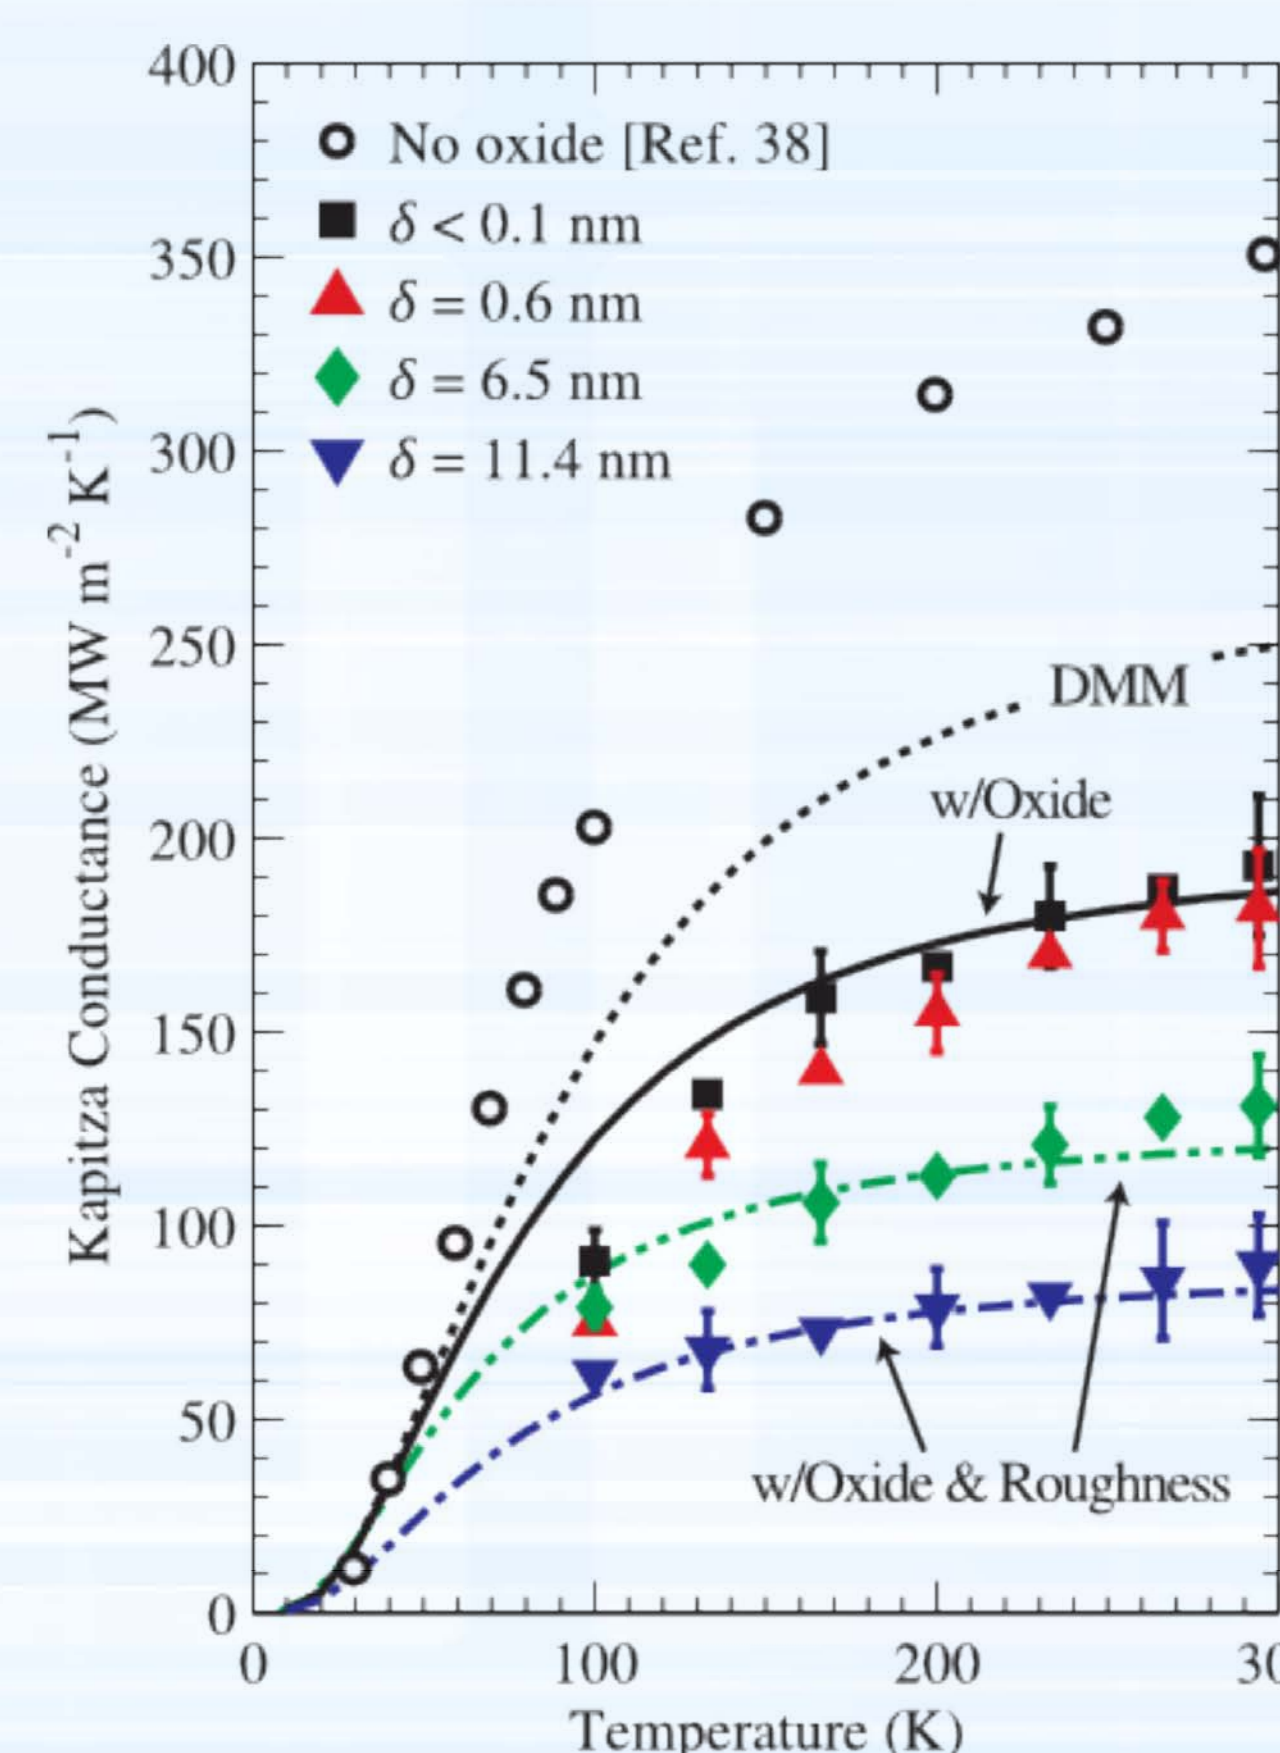 400
350
300
250
200
150
100
50
0
Kapitza Conductance (MW m⁻² K⁻¹)
No oxide [Ref. 38]
δ < 0.1 nm
δ = 0.6 nm
δ = 6.5 nm
δ = 11.4 nm
DMM
w/Oxide
w/Oxide & Roughness
0 100 200 30
Temperature (K)